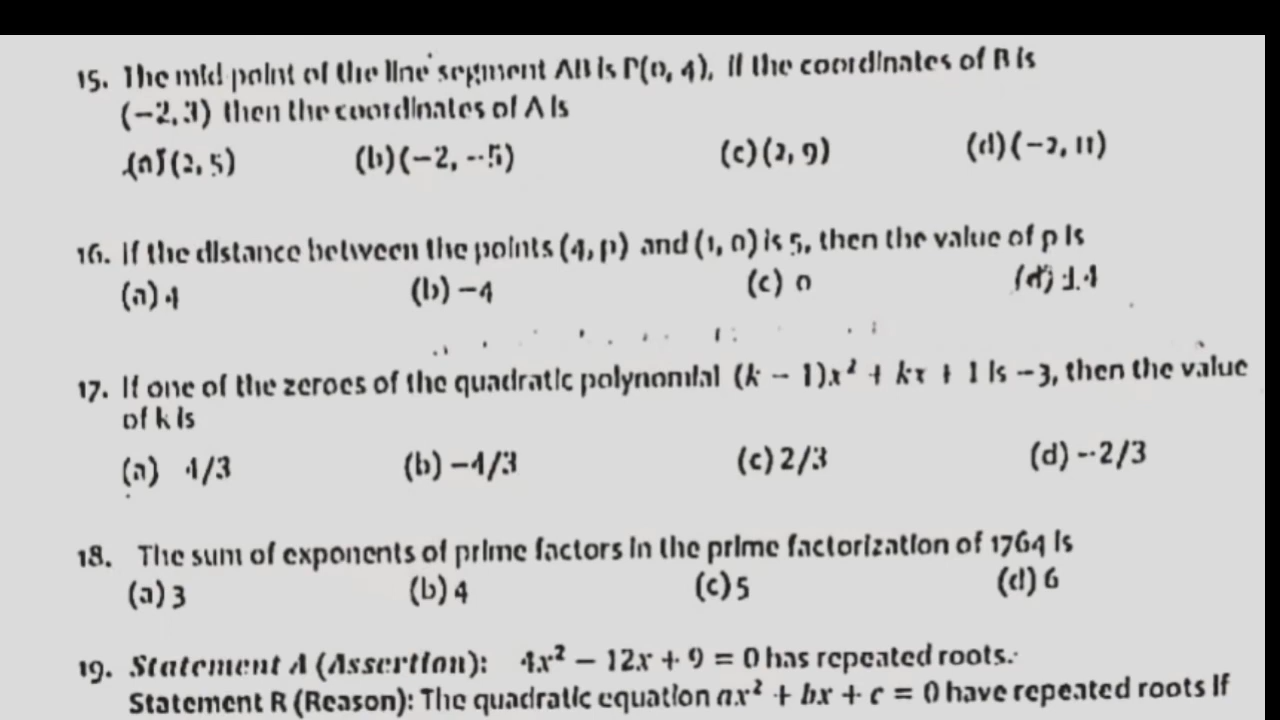 15. The mid point of the line segment AB is P(0, 4), if the coordinates of B is
(−2, 3) then the coordinates of A is
(a) (2, 5) (b) (−2, −5) (c) (2, 9) (d) (−2, 11)
16. If the distance between the points (4, p) and (1, 0) is 5, then the value of p is
(a) 4 (b) −4 (c) 0 (d) ±4
17. If one of the zeroes of the quadratic polynomial (k − 1)x² + kx + 1 is −3, then the value
of k is
(a) 4/3 (b) −4/3 (c) 2/3 (d) −2/3
18. The sum of exponents of prime factors in the prime factorization of 1764 is
(a) 3 (b) 4 (c) 5 (d) 6
19. Statement A (Assertion): 4x² − 12x + 9 = 0 has repeated roots.
Statement R (Reason): The quadratic equation ax² + bx + c = 0 have repeated roots if